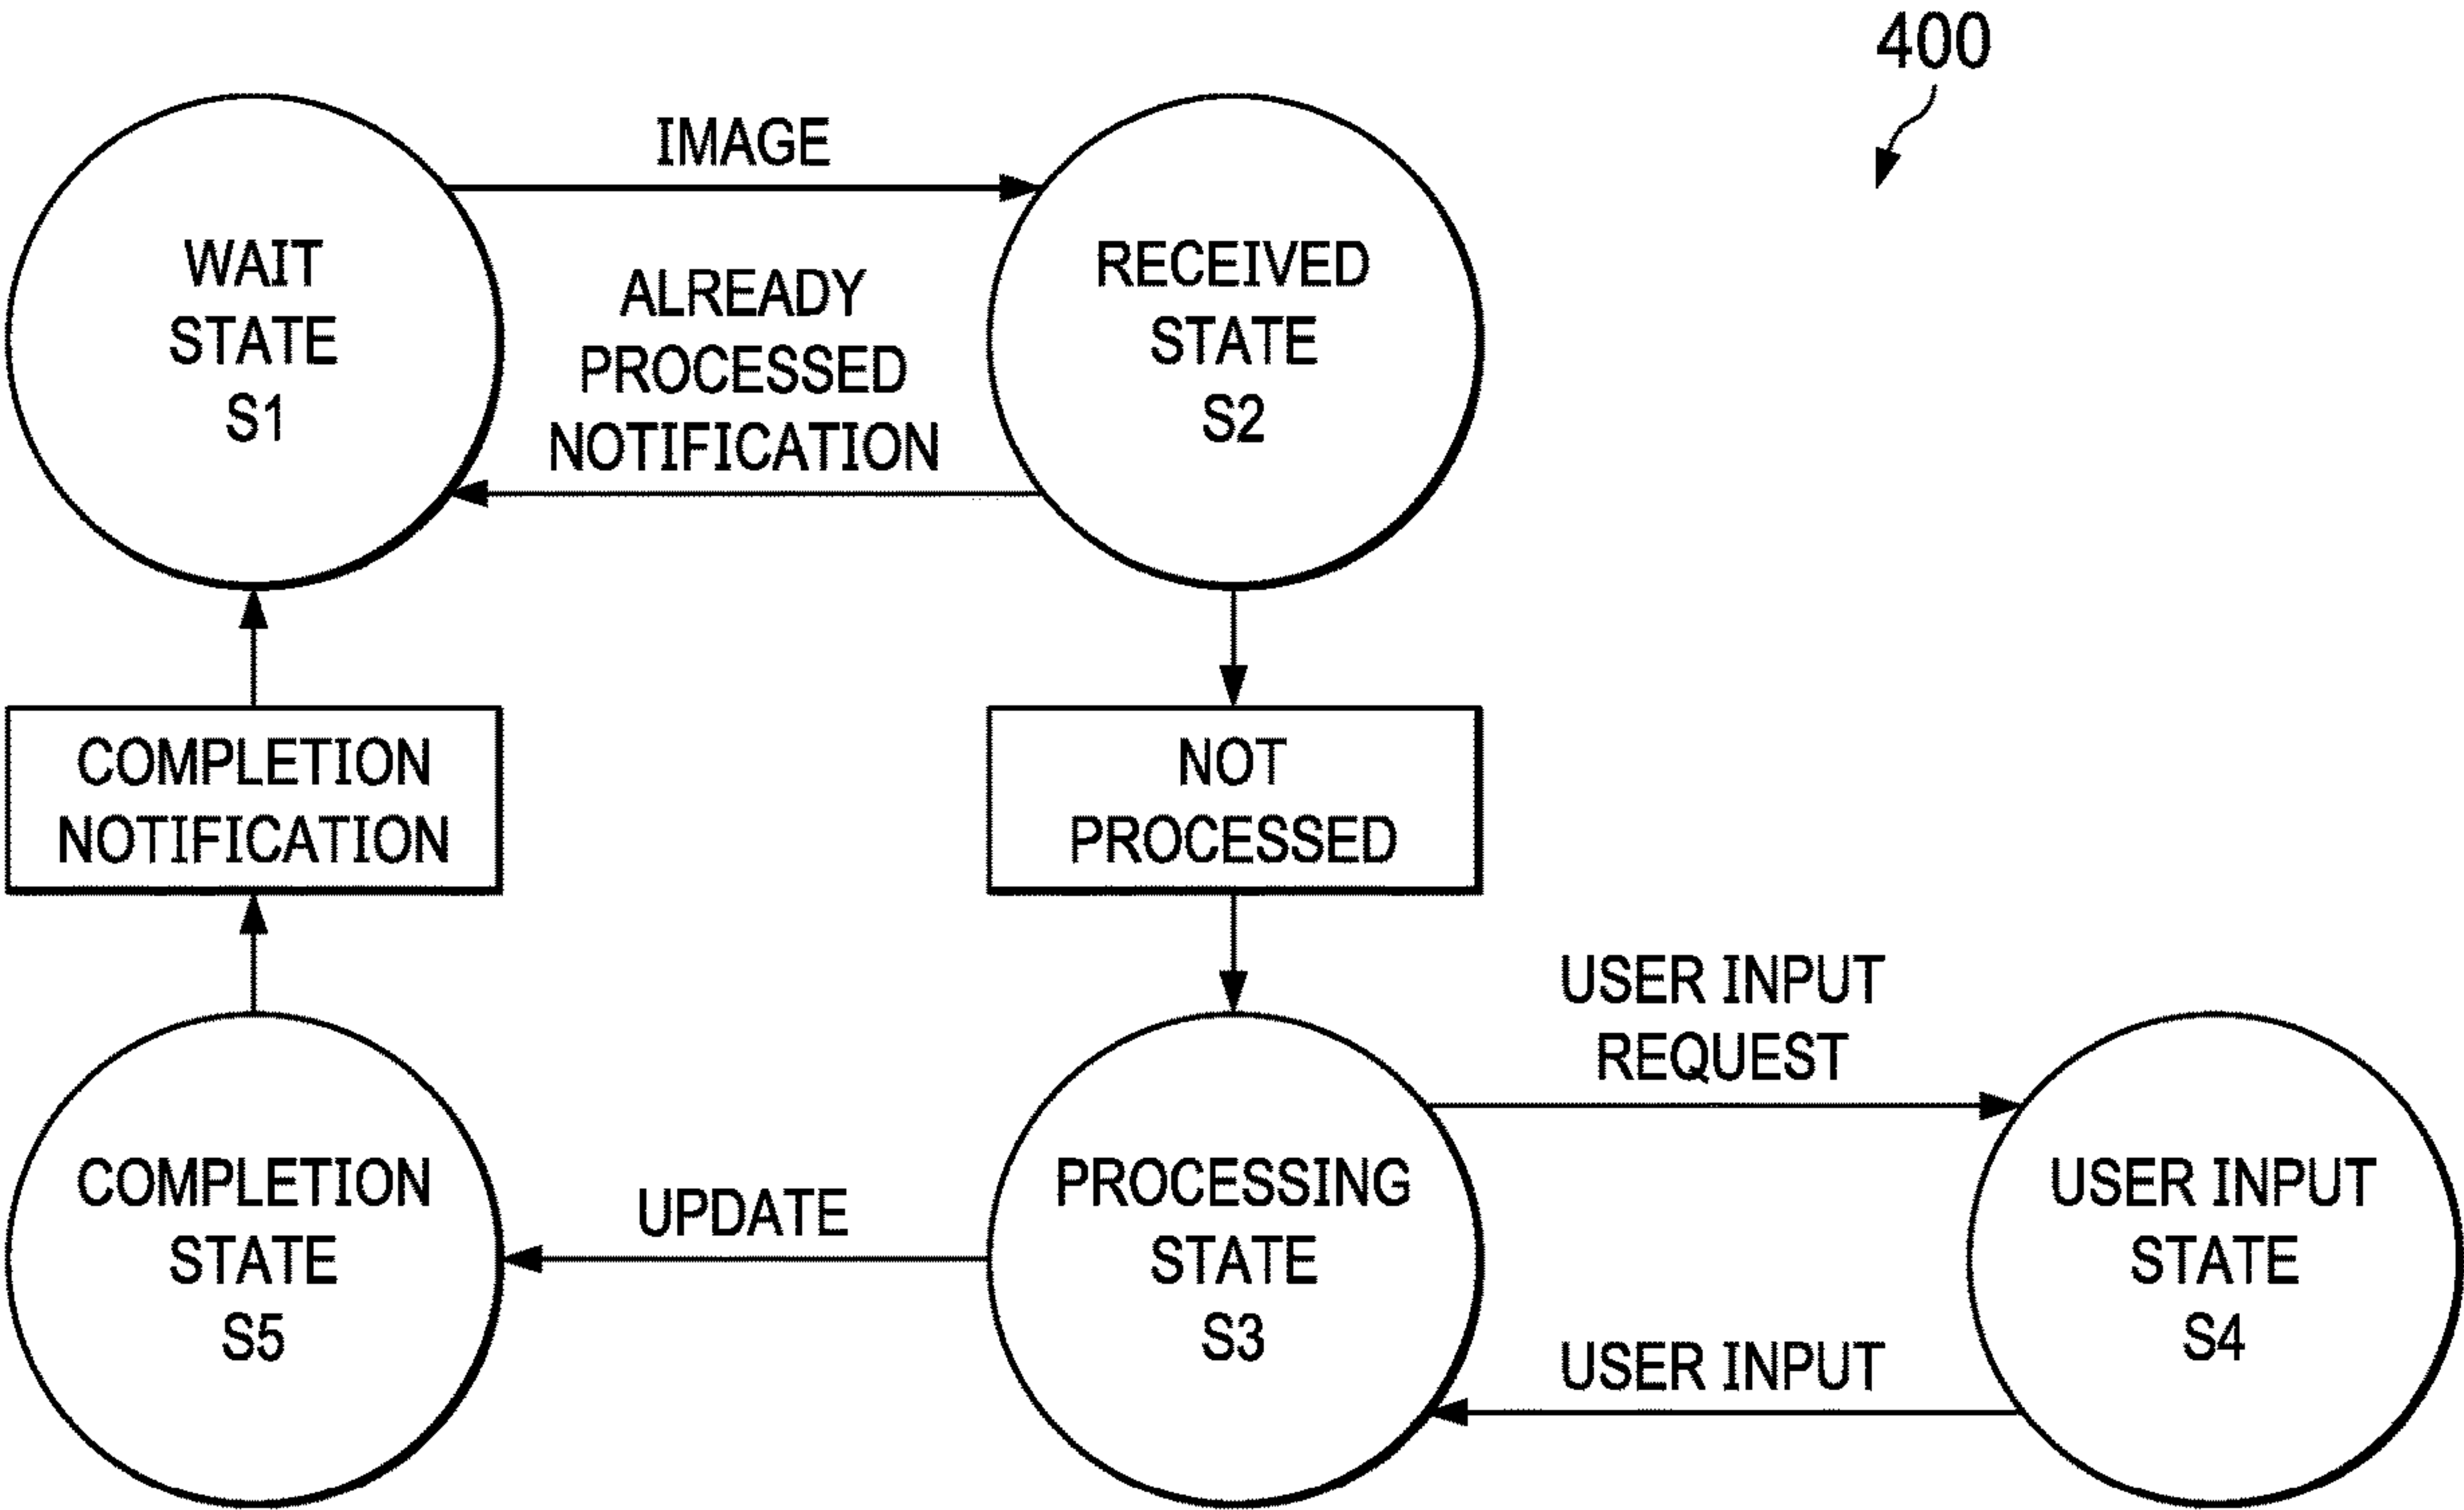 400
IMAGE
WAIT
STATE
S1
ALREADY
PROCESSED
NOTIFICATION
RECEIVED
STATE
S2
COMPLETION
NOTIFICATION
NOT
PROCESSED
USER INPUT
REQUEST
COMPLETION
STATE
S5
UPDATE
PROCESSING
STATE
S3
USER INPUT
STATE
S4
USER INPUT